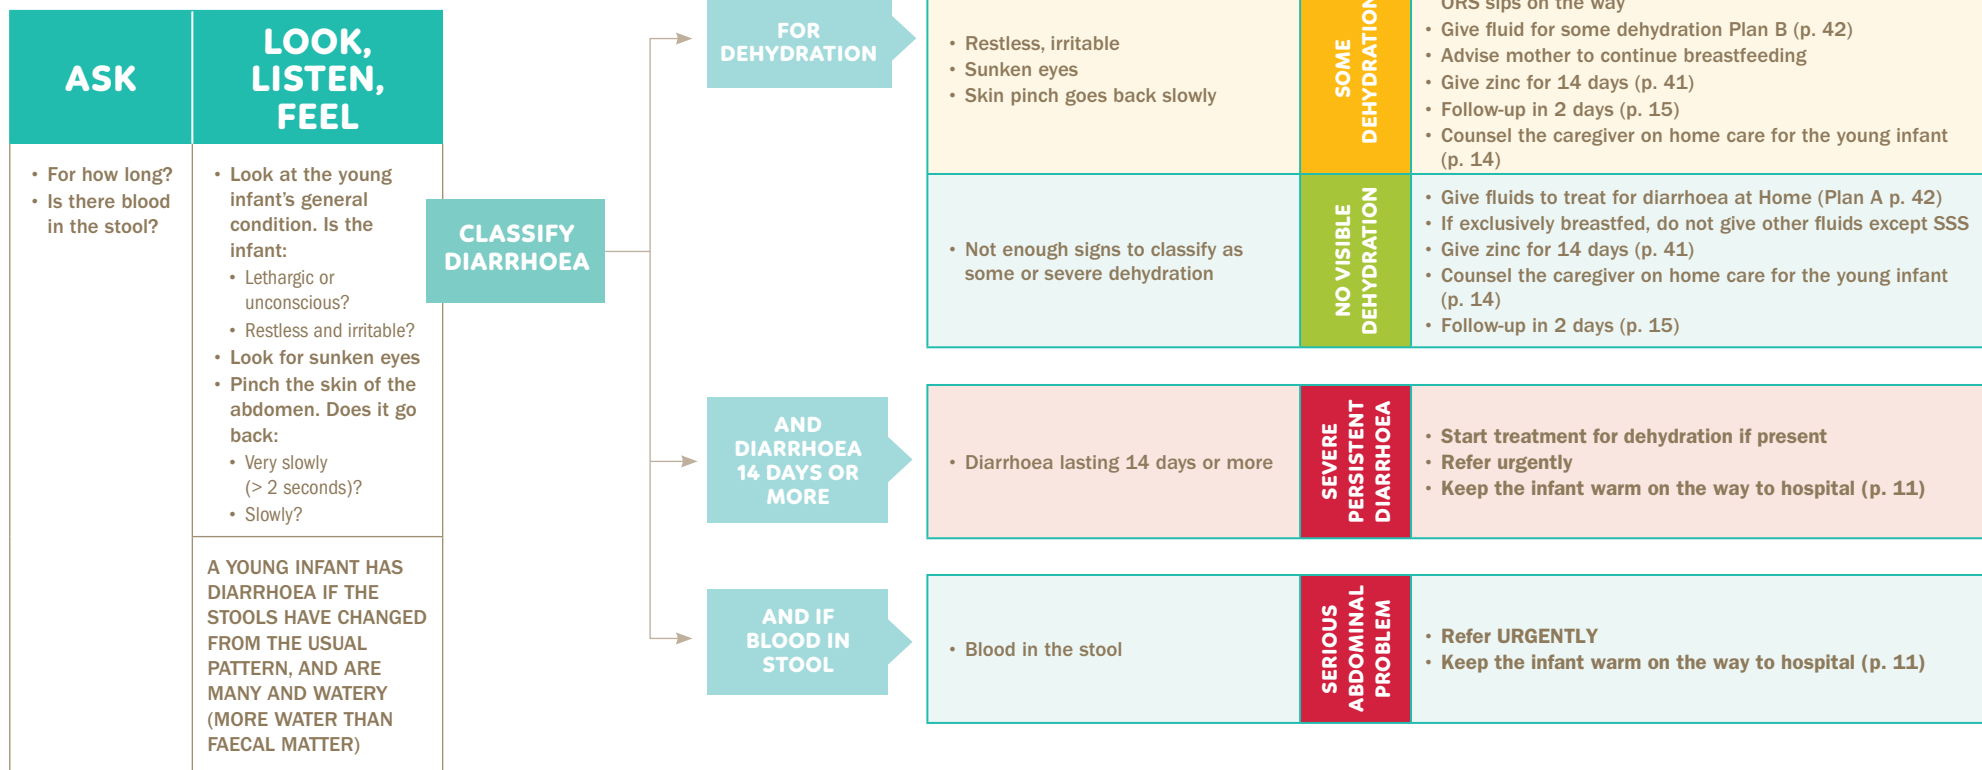 ASK
LOOK,
LISTEN,
FEEL
• For how long?
• Is there blood
in the stool?
• Look at the young
infant’s general
condition. Is the
infant:
• Lethargic or
unconscious?
• Restless and irritable?
• Look for sunken eyes
• Pinch the skin of the
abdomen. Does it go
back:
• Very slowly
(> 2 seconds)?
• Slowly?
A YOUNG INFANT HAS
DIARRHOEA IF THE
STOOLS HAVE CHANGED
FROM THE USUAL
PATTERN, AND ARE
MANY AND WATERY
(MORE WATER THAN
FAECAL MATTER)
CLASSIFY
DIARRHOEA
FOR
DEHYDRATION
• Restless, irritable
• Sunken eyes
• Skin pinch goes back slowly
SOME
DEHYDRATION
ORS sips on the way
• Give fluid for some dehydration Plan B (p. 42)
• Advise mother to continue breastfeeding
• Give zinc for 14 days (p. 41)
• Follow-up in 2 days (p. 15)
• Counsel the caregiver on home care for the young infant
(p. 14)
• Not enough signs to classify as
some or severe dehydration
NO VISIBLE
DEHYDRATION
• Give fluids to treat for diarrhoea at Home (Plan A p. 42)
• If exclusively breastfed, do not give other fluids except SSS
• Give zinc for 14 days (p. 41)
• Counsel the caregiver on home care for the young infant
(p. 14)
• Follow-up in 2 days (p. 15)
AND
DIARRHOEA
14 DAYS OR
MORE
• Diarrhoea lasting 14 days or more
SEVERE
PERSISTENT
DIARRHOEA
• Start treatment for dehydration if present
• Refer urgently
• Keep the infant warm on the way to hospital (p. 11)
AND IF
BLOOD IN
STOOL
• Blood in the stool
SERIOUS
ABDOMINAL
PROBLEM
• Refer URGENTLY
• Keep the infant warm on the way to hospital (p. 11)